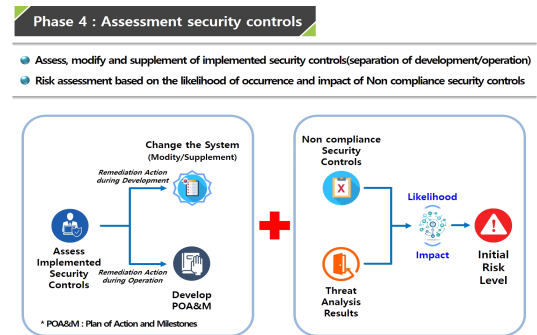 Phase 4 : Assessment security controls
Assess, modify and supplement of implemented security controls(separation of development/operation)
Risk assessment based on the likelihood of occurrence and impact of Non compliance security controls
Change the System
(Modity/Supplement)
Remediation Action
during Development
Assess
Implemented
Security
Controls
Remediation Action
during Operation
Develop
POA&M
* POA&M : Plan of Action and Milestones
Non compliance
Security
Controls
X
Likelihood
Impact
Threat
Analysis
Results
Initial
Risk
Level